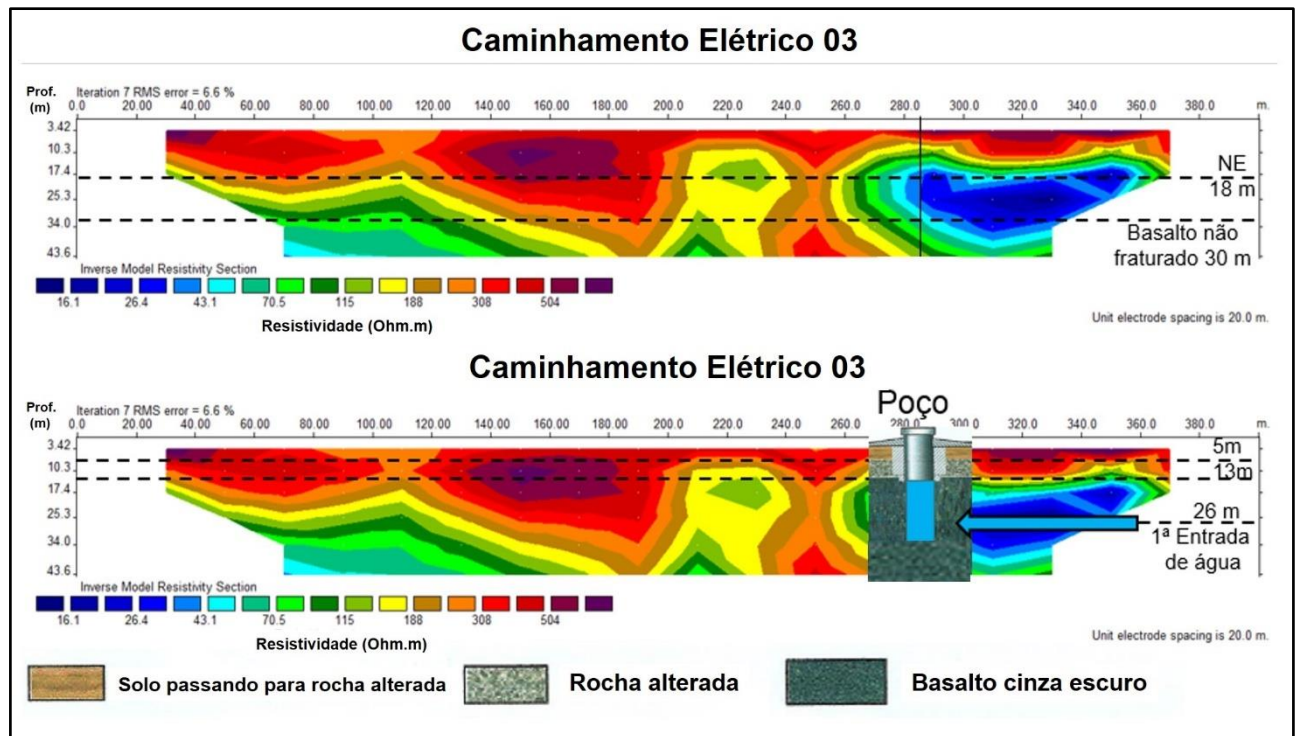 Caminhamento Elétrico 03
Prof.
(m)
Iteration 7 RMS error = 6.6 %
0.0 20.00 40.00 60.00 80.00 100.00 120.00 140.00 160.00 180.00 200.0 220.0 240.0 260.0 280.0 300.0 320.0 340.0 360.0 380.0 m.
3.42
10.3
17.4
25.3
34.0
43.6
NE
18 m
Basalto não
fraturado 30 m
Inverse Model Resistivity Section
16.1 26.4 43.1 70.5 115 188 308 504
Resistividade (Ohm.m)
Unit electrode spacing is 20.0 m.
Caminhamento Elétrico 03
Prof.
(m)
Iteration 7 RMS error = 6.6 %
Poço
0.0 20.00 40.00 60.00 80.00 100.00 120.00 140.00 160.00 180.00 200.0 220.0 240.0 260.0 280.0 300.0 320.0 340.0 360.0 380.0 m.
3.42
10.3
17.4
25.3
34.0
43.6
5m
13m
26 m
1ª Entrada
de água
Inverse Model Resistivity Section
16.1 26.4 43.1 70.5 115 188 308 504
Resistividade (Ohm.m)
Unit electrode spacing is 20.0 m.
Solo passando para rocha alterada
Rocha alterada
Basalto cinza escuro